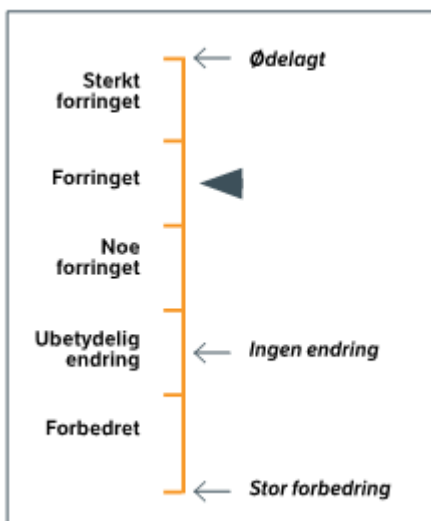 Ødelagt
Sterkt
forringet
Forringet
Noe
forringet
Ubetydelig
endring
Ingen endring
Forbedret
Stor forbedring